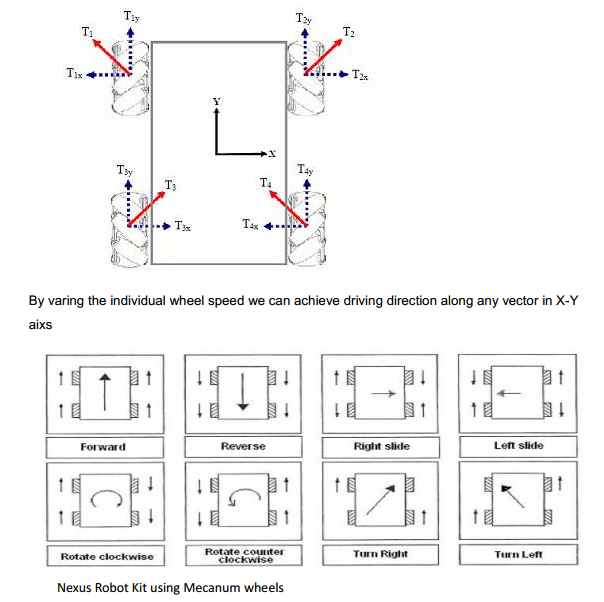 T1y
T2y
T1
T2
T1x
T2x
Y
X
T3y
T4y
T3
T4
T3x
T4x
By varing the individual wheel speed we can achieve driving direction along any vector in X-Y
aixs
Forward
Reverse
Right slide
Left slide
Rotate clockwise
Rotate counter
clockwise
Turn Right
Turn Left
Nexus Robot Kit using Mecanum wheels